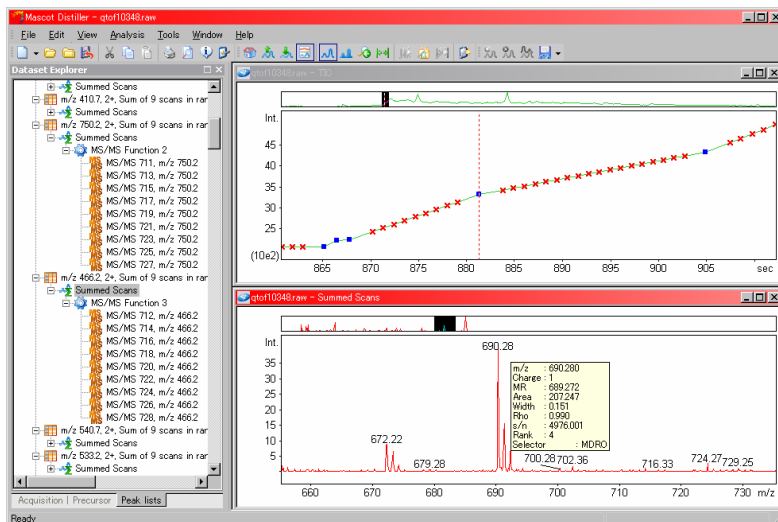 Mascot Distiller - qtof10348.raw
File Edit View Analysis Tools Window Help
Dataset Explorer
Summed Scans
m/z 410.7, 2+, Sum of 9 scans in rar
Summed Scans
m/z 750.2, 2+, Sum of 9 scans in rar
Summed Scans
MS/MS Function 2
MS/MS 711, m/z 750.2
MS/MS 713, m/z 750.2
MS/MS 715, m/z 750.2
MS/MS 717, m/z 750.2
MS/MS 719, m/z 750.2
MS/MS 721, m/z 750.2
MS/MS 723, m/z 750.2
MS/MS 725, m/z 750.2
MS/MS 727, m/z 750.2
m/z 466.2, 2+, Sum of 9 scans in rar
Summed Scans
MS/MS Function 3
MS/MS 712, m/z 466.2
MS/MS 714, m/z 466.2
MS/MS 716, m/z 466.2
MS/MS 718, m/z 466.2
MS/MS 720, m/z 466.2
MS/MS 722, m/z 466.2
MS/MS 724, m/z 466.2
MS/MS 726, m/z 466.2
MS/MS 728, m/z 466.2
m/z 540.7, 2+, Sum of 9 scans in rar
Summed Scans
m/z 533.2, 2+, Sum of 9 scans in rar
Summed Scans
Acquisition | Precursor Peak lists
Ready
qtof10348.raw - TIC
Int.
45
40
35
30
25
(10e2)
865 870 875 880 885 890 895 900 905 sec
qtof10348.raw - Summed Scans
Int.
35
30
25
20
15
10
5
690.28
672.22
679.28
700.28 702.36
716.33
724.27 729.25
m/z : 690.280
Charge : 1
MR : 689.272
Area : 207.247
Width : 0.151
Rho : 0.990
s/n : 4976.001
Rank : 4
Selector : MDRO
660 670 680 690 700 710 720 730 m/z